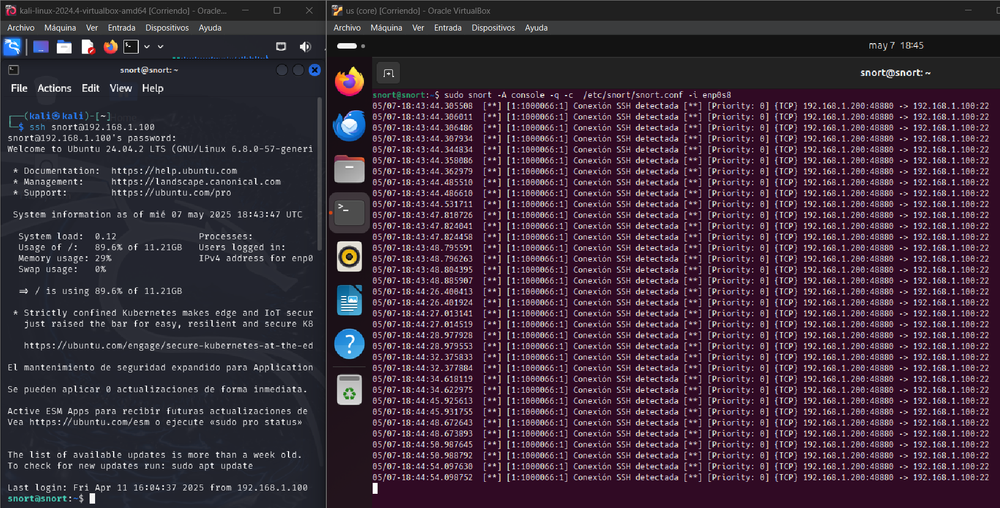 kali-linux-2024.4-virtualbox-amd64 [Corriendo] - Oracle...
Archivo Máquina Ver Entrada Dispositivos Ayuda
snort@snort: ~
File Actions Edit View Help
Home
┌──(kali㉿kali)-[~]
└─$ ssh snort@192.168.1.100
snort@192.168.1.100's password:
Welcome to Ubuntu 24.04.2 LTS (GNU/Linux 6.8.0-57-generi
* Documentation: https://help.ubuntu.com
* Management: https://landscape.canonical.com
* Support: https://ubuntu.com/pro
System information as of mié 07 may 2025 18:43:47 UTC
System load: 0.12 Processes:
Usage of /: 89.6% of 11.21GB Users logged in:
Memory usage: 29% IPv4 address for enp0
Swap usage: 0%
=> / is using 89.6% of 11.21GB
* Strictly confined Kubernetes makes edge and IoT secur
just raised the bar for easy, resilient and secure K8
https://ubuntu.com/engage/secure-kubernetes-at-the-ed
El mantenimiento de seguridad expandido para Application
Se pueden aplicar 0 actualizaciones de forma inmediata.
Active ESM Apps para recibir futuras actualizaciones de
Vea https://ubuntu.com/esm o ejecute «sudo pro status»
The list of available updates is more than a week old.
To check for new updates run: sudo apt update
Last login: Fri Apr 11 16:04:37 2025 from 192.168.1.100
snort@snort:~$
us (core) [Corriendo] - Oracle VirtualBox
Archivo Máquina Ver Entrada Dispositivos Ayuda
may 7 18:45
snort@snort: ~
snort@snort:~$ sudo snort -A console -q -c /etc/snort/snort.conf -i enp0s8
05/07-18:43:44.305508 [**] [1:1000066:1] Conexión SSH detectada [**] [Priority: 0] {TCP} 192.168.1.200:48880 -> 192.168.1.100:22
05/07-18:43:44.306011 [**] [1:1000066:1] Conexión SSH detectada [**] [Priority: 0] {TCP} 192.168.1.200:48880 -> 192.168.1.100:22
05/07-18:43:44.306486 [**] [1:1000066:1] Conexión SSH detectada [**] [Priority: 0] {TCP} 192.168.1.200:48880 -> 192.168.1.100:22
05/07-18:43:44.307934 [**] [1:1000066:1] Conexión SSH detectada [**] [Priority: 0] {TCP} 192.168.1.200:48880 -> 192.168.1.100:22
05/07-18:43:44.344834 [**] [1:1000066:1] Conexión SSH detectada [**] [Priority: 0] {TCP} 192.168.1.200:48880 -> 192.168.1.100:22
05/07-18:43:44.358086 [**] [1:1000066:1] Conexión SSH detectada [**] [Priority: 0] {TCP} 192.168.1.200:48880 -> 192.168.1.100:22
05/07-18:43:44.362979 [**] [1:1000066:1] Conexión SSH detectada [**] [Priority: 0] {TCP} 192.168.1.200:48880 -> 192.168.1.100:22
05/07-18:43:44.485510 [**] [1:1000066:1] Conexión SSH detectada [**] [Priority: 0] {TCP} 192.168.1.200:48880 -> 192.168.1.100:22
05/07-18:43:44.486610 [**] [1:1000066:1] Conexión SSH detectada [**] [Priority: 0] {TCP} 192.168.1.200:48880 -> 192.168.1.100:22
05/07-18:43:44.531711 [**] [1:1000066:1] Conexión SSH detectada [**] [Priority: 0] {TCP} 192.168.1.200:48880 -> 192.168.1.100:22
05/07-18:43:47.810726 [**] [1:1000066:1] Conexión SSH detectada [**] [Priority: 0] {TCP} 192.168.1.200:48880 -> 192.168.1.100:22
05/07-18:43:47.824041 [**] [1:1000066:1] Conexión SSH detectada [**] [Priority: 0] {TCP} 192.168.1.200:48880 -> 192.168.1.100:22
05/07-18:43:47.824458 [**] [1:1000066:1] Conexión SSH detectada [**] [Priority: 0] {TCP} 192.168.1.200:48880 -> 192.168.1.100:22
05/07-18:43:48.795591 [**] [1:1000066:1] Conexión SSH detectada [**] [Priority: 0] {TCP} 192.168.1.200:48880 -> 192.168.1.100:22
05/07-18:43:48.796263 [**] [1:1000066:1] Conexión SSH detectada [**] [Priority: 0] {TCP} 192.168.1.200:48880 -> 192.168.1.100:22
05/07-18:43:48.804395 [**] [1:1000066:1] Conexión SSH detectada [**] [Priority: 0] {TCP} 192.168.1.200:48880 -> 192.168.1.100:22
05/07-18:43:48.885907 [**] [1:1000066:1] Conexión SSH detectada [**] [Priority: 0] {TCP} 192.168.1.200:48880 -> 192.168.1.100:22
05/07-18:44:26.400413 [**] [1:1000066:1] Conexión SSH detectada [**] [Priority: 0] {TCP} 192.168.1.200:48880 -> 192.168.1.100:22
05/07-18:44:26.401924 [**] [1:1000066:1] Conexión SSH detectada [**] [Priority: 0] {TCP} 192.168.1.200:48880 -> 192.168.1.100:22
05/07-18:44:27.013141 [**] [1:1000066:1] Conexión SSH detectada [**] [Priority: 0] {TCP} 192.168.1.200:48880 -> 192.168.1.100:22
05/07-18:44:27.014519 [**] [1:1000066:1] Conexión SSH detectada [**] [Priority: 0] {TCP} 192.168.1.200:48880 -> 192.168.1.100:22
05/07-18:44:28.977928 [**] [1:1000066:1] Conexión SSH detectada [**] [Priority: 0] {TCP} 192.168.1.200:48880 -> 192.168.1.100:22
05/07-18:44:28.979553 [**] [1:1000066:1] Conexión SSH detectada [**] [Priority: 0] {TCP} 192.168.1.200:48880 -> 192.168.1.100:22
05/07-18:44:32.375833 [**] [1:1000066:1] Conexión SSH detectada [**] [Priority: 0] {TCP} 192.168.1.200:48880 -> 192.168.1.100:22
05/07-18:44:32.377884 [**] [1:1000066:1] Conexión SSH detectada [**] [Priority: 0] {TCP} 192.168.1.200:48880 -> 192.168.1.100:22
05/07-18:44:34.618119 [**] [1:1000066:1] Conexión SSH detectada [**] [Priority: 0] {TCP} 192.168.1.200:48880 -> 192.168.1.100:22
05/07-18:44:34.622975 [**] [1:1000066:1] Conexión SSH detectada [**] [Priority: 0] {TCP} 192.168.1.200:48880 -> 192.168.1.100:22
05/07-18:44:45.925613 [**] [1:1000066:1] Conexión SSH detectada [**] [Priority: 0] {TCP} 192.168.1.200:48880 -> 192.168.1.100:22
05/07-18:44:45.931755 [**] [1:1000066:1] Conexión SSH detectada [**] [Priority: 0] {TCP} 192.168.1.200:48880 -> 192.168.1.100:22
05/07-18:44:48.672643 [**] [1:1000066:1] Conexión SSH detectada [**] [Priority: 0] {TCP} 192.168.1.200:48880 -> 192.168.1.100:22
05/07-18:44:48.673893 [**] [1:1000066:1] Conexión SSH detectada [**] [Priority: 0] {TCP} 192.168.1.200:48880 -> 192.168.1.100:22
05/07-18:44:50.987645 [**] [1:1000066:1] Conexión SSH detectada [**] [Priority: 0] {TCP} 192.168.1.200:48880 -> 192.168.1.100:22
05/07-18:44:50.988792 [**] [1:1000066:1] Conexión SSH detectada [**] [Priority: 0] {TCP} 192.168.1.200:48880 -> 192.168.1.100:22
05/07-18:44:54.097630 [**] [1:1000066:1] Conexión SSH detectada [**] [Priority: 0] {TCP} 192.168.1.200:48880 -> 192.168.1.100:22
05/07-18:44:54.098752 [**] [1:1000066:1] Conexión SSH detectada [**] [Priority: 0] {TCP} 192.168.1.200:48880 -> 192.168.1.100:22